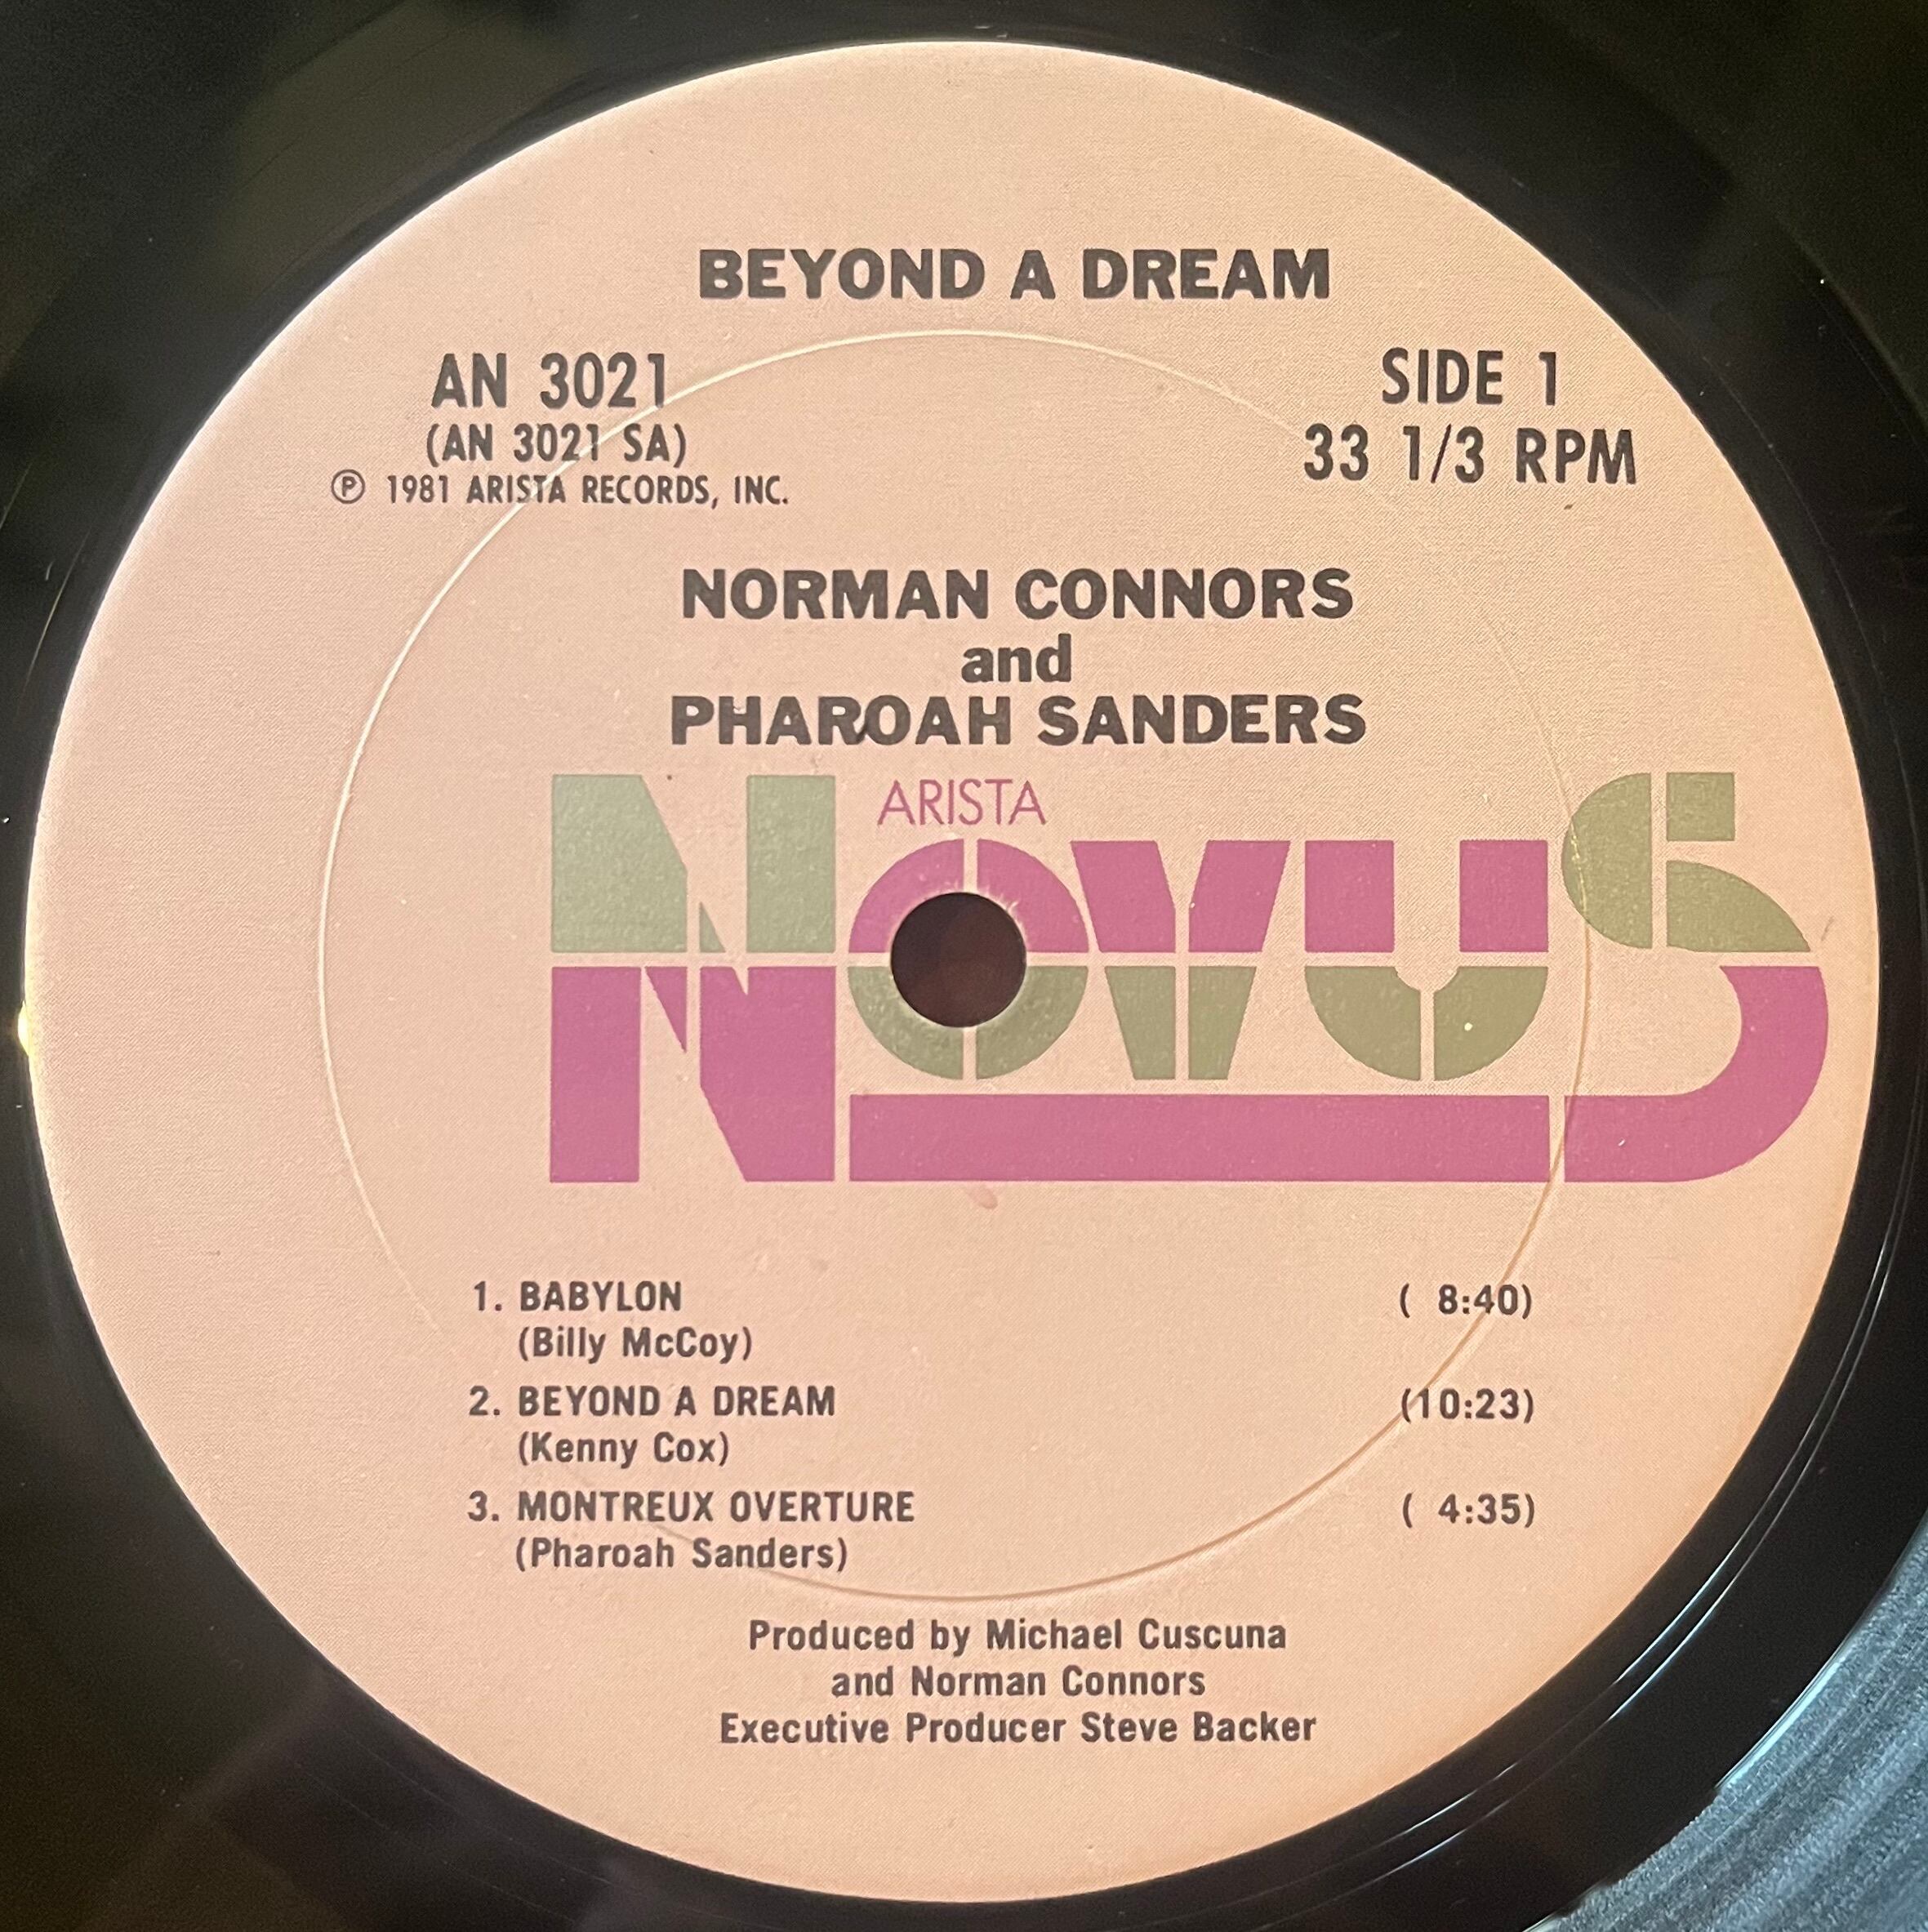 BEYOND A DREAM
AN 3021
(AN 3021 SA)
℗ 1981 ARISTA RECORDS, INC.
SIDE 1
33 1/3 RPM
NORMAN CONNORS
and
PHAROAH SANDERS
ARISTA
NOVUS
1. BABYLON ( 8:40)
(Billy McCoy)
2. BEYOND A DREAM (10:23)
(Kenny Cox)
3. MONTREUX OVERTURE ( 4:35)
(Pharoah Sanders)
Produced by Michael Cuscuna
and Norman Connors
Executive Producer Steve Backer